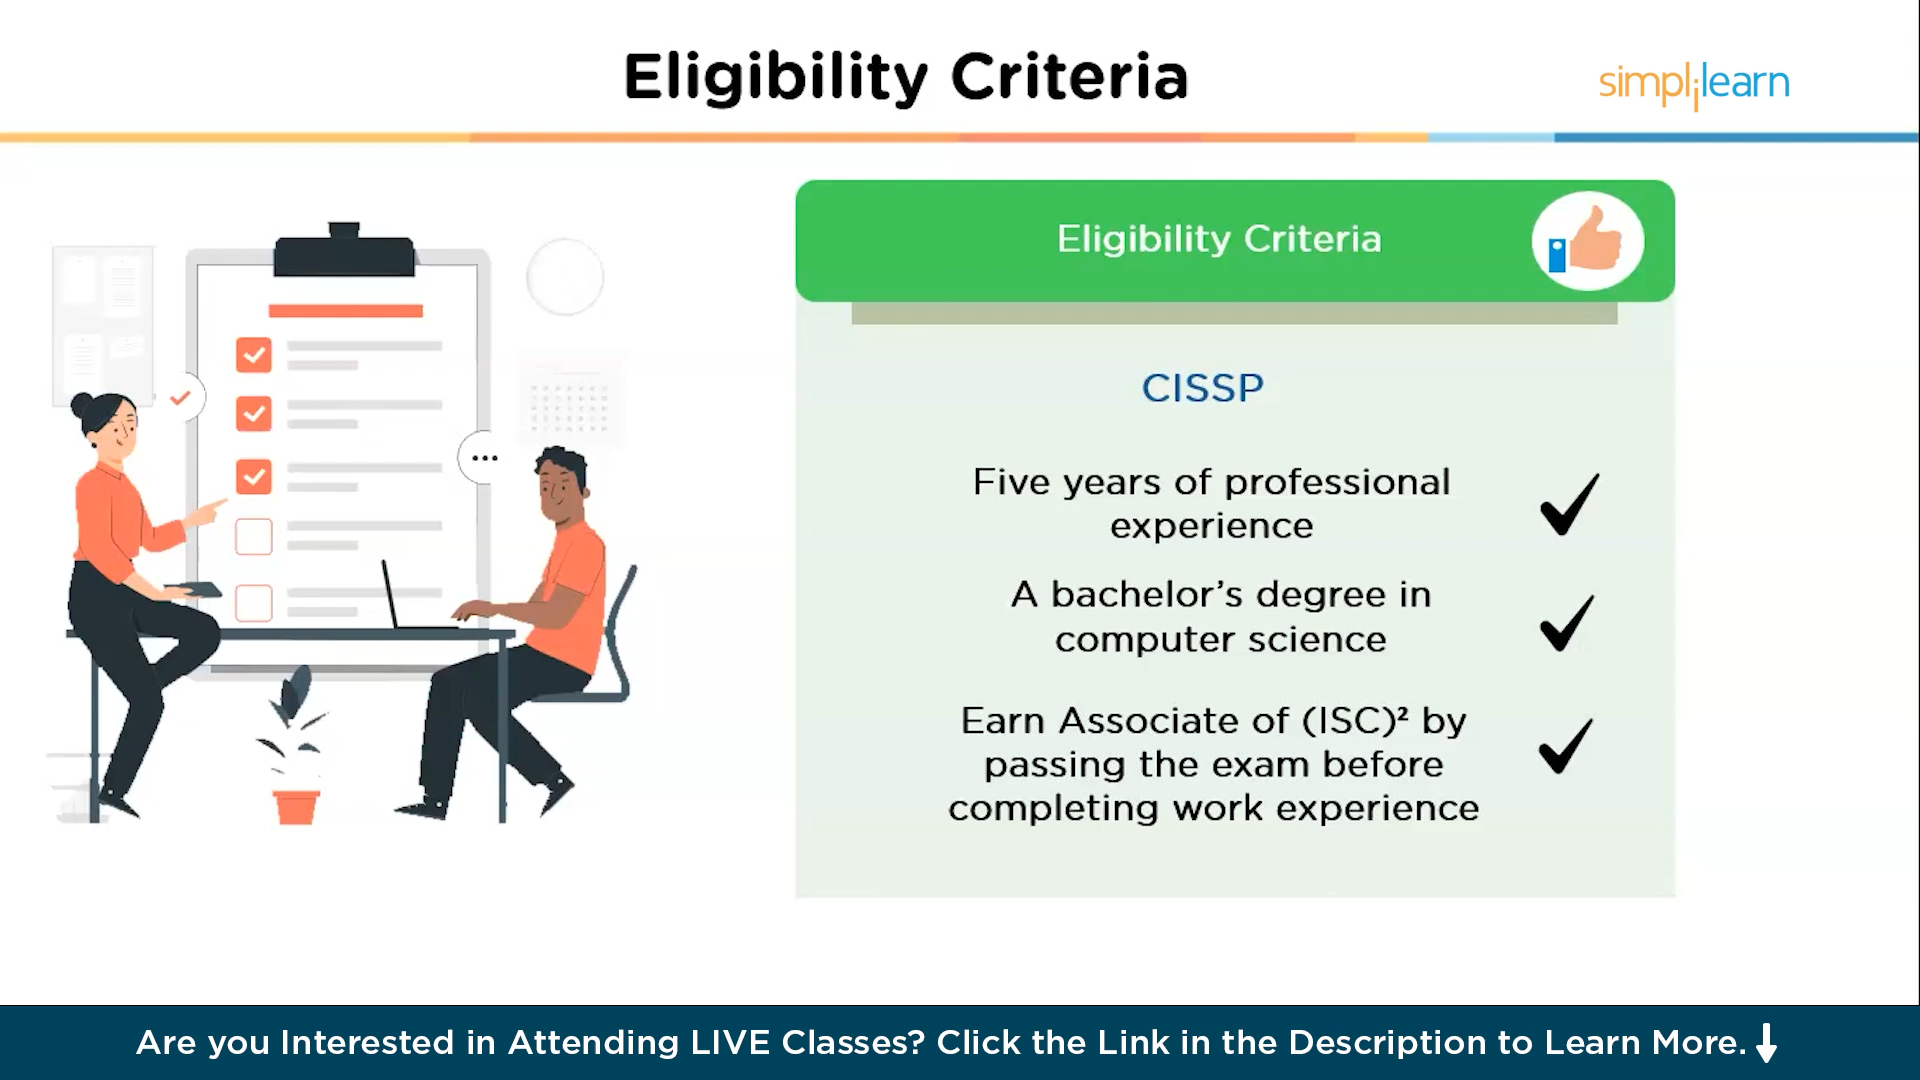 Eligibility Criteria
simplilearn
Eligibility Criteria
CISSP
Five years of professional
experience
A bachelor’s degree in
computer science
Earn Associate of (ISC)² by
passing the exam before
completing work experience
Are you Interested in Attending LIVE Classes? Click the Link in the Description to Learn More.